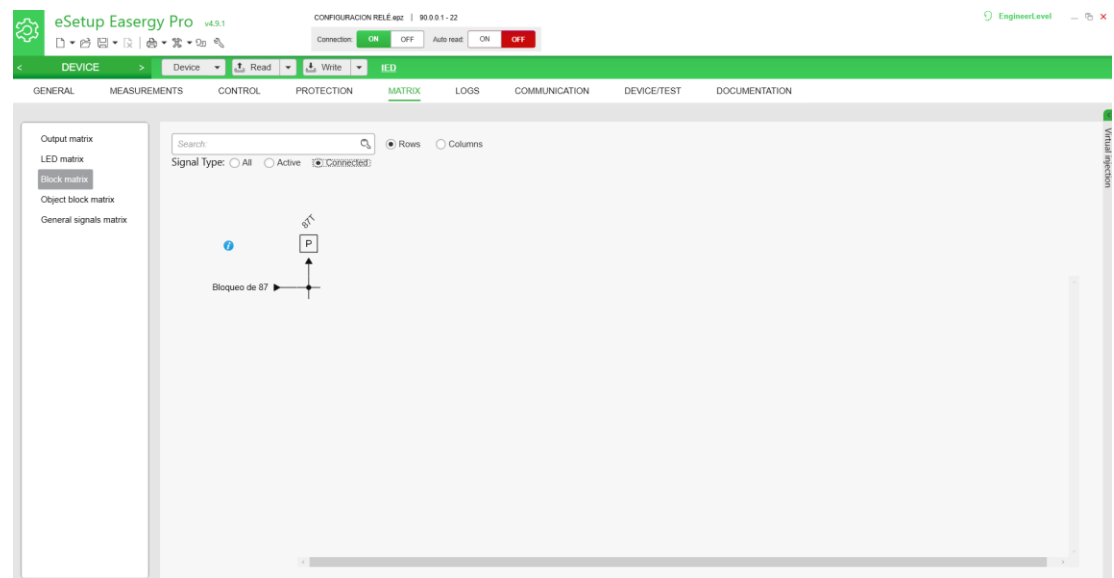 eSetup Easergy Pro v4.9.1
CONFIGURACION RELÉ.epz | 90.0.0.1 - 22
EngineerLevel
Connection: ON OFF Auto read: ON OFF
< DEVICE > Device Read Write IED
GENERAL MEASUREMENTS CONTROL PROTECTION MATRIX LOGS COMMUNICATION DEVICE/TEST DOCUMENTATION
Output matrix
LED matrix
Block matrix
Object block matrix
General signals matrix
Search:
Rows Columns
Signal Type: All Active Connected
87T
P
Bloqueo de 87
Virtual injection